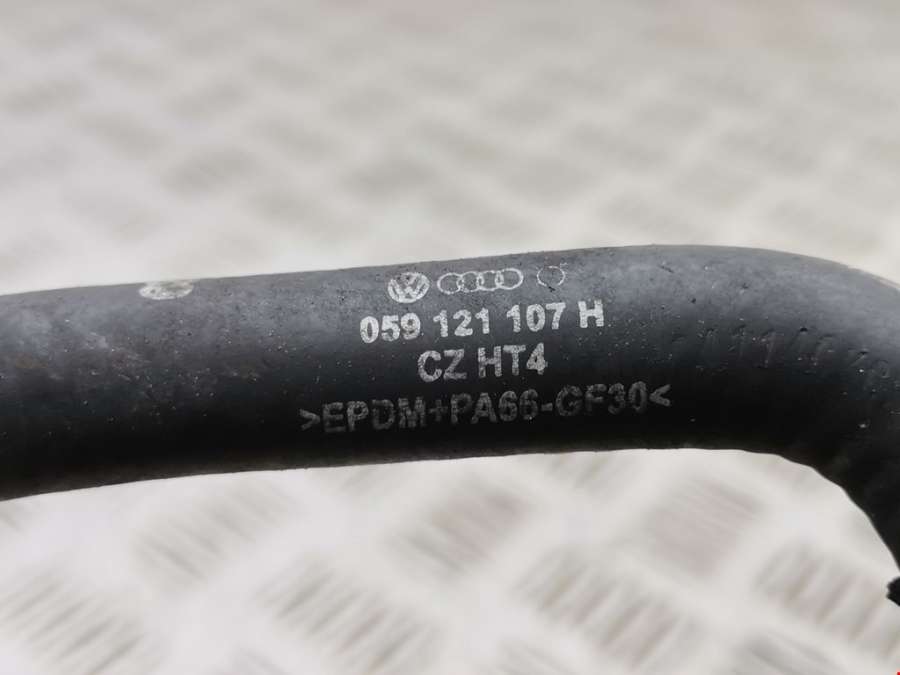 059 121 107 H
CZ HT4
>EPDM+PA66-GF30<